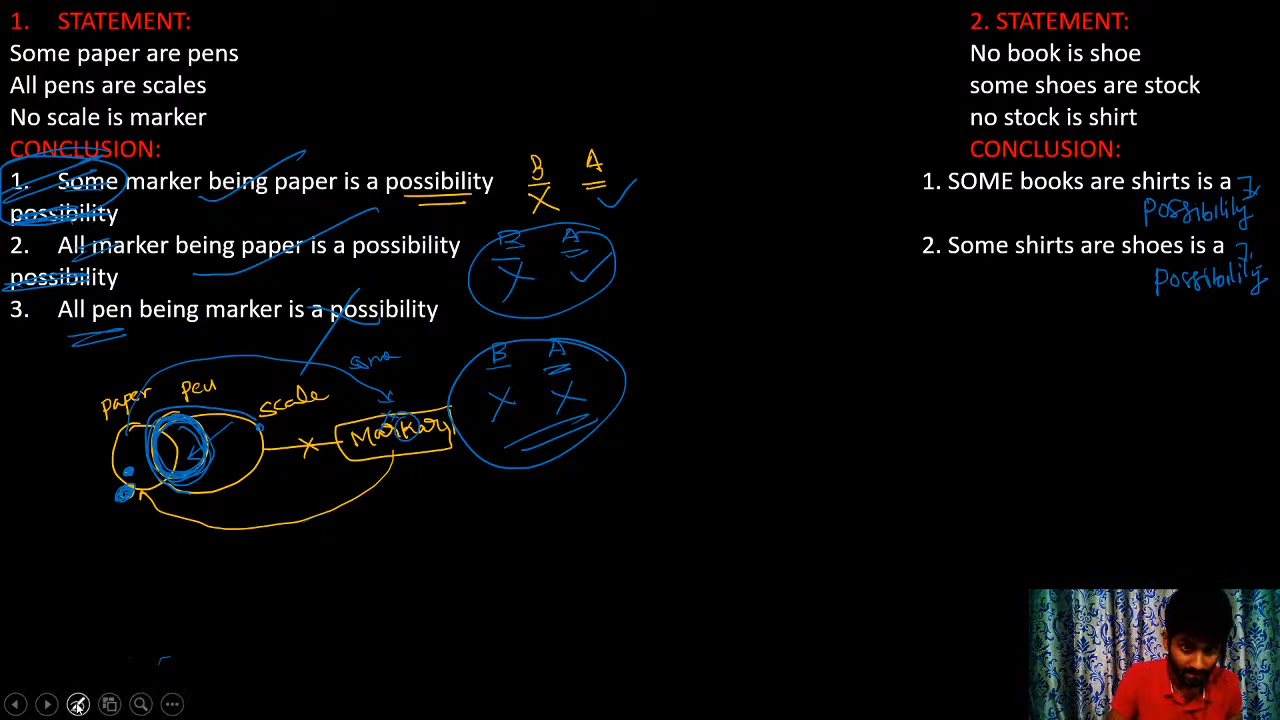 1. STATEMENT:
Some paper are pens
All pens are scales
No scale is marker
CONCLUSION:
1. Some marker being paper is a possibility
possibility
2. All marker being paper is a possibility
possibility
3. All pen being marker is a possibility
B A
B A
B A
some
paper pen scale
Marker
2. STATEMENT:
No book is shoe
some shoes are stock
no stock is shirt
CONCLUSION:
1. SOME books are shirts is a
possibility
2. Some shirts are shoes is a
possibility